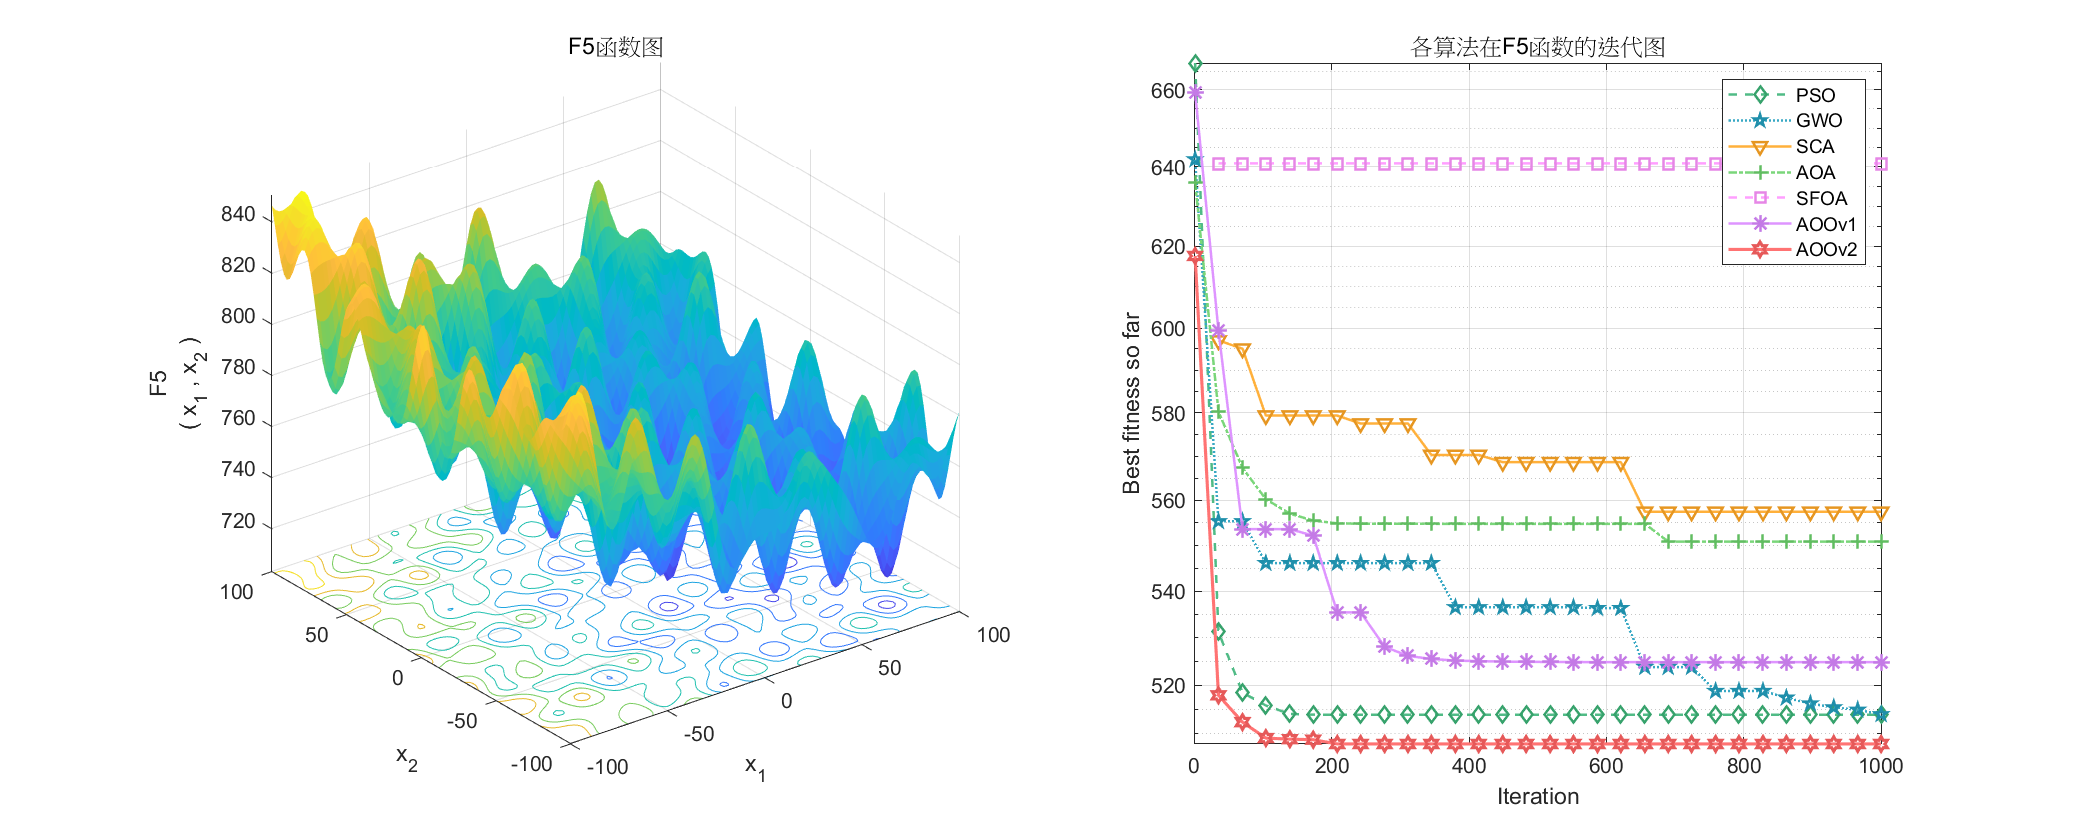 F5函数图
840
820
800
780
760
740
720
F5
( x1 , x2 )
100
50
0
-50
-100
x2
-100
-50
0
50
100
x1
各算法在F5函数的迭代图
660
640
620
600
580
560
540
520
Best fitness so far
0
200
400
600
800
1000
Iteration
PSO
GWO
SCA
AOA
SFOA
AOOv1
AOOv2